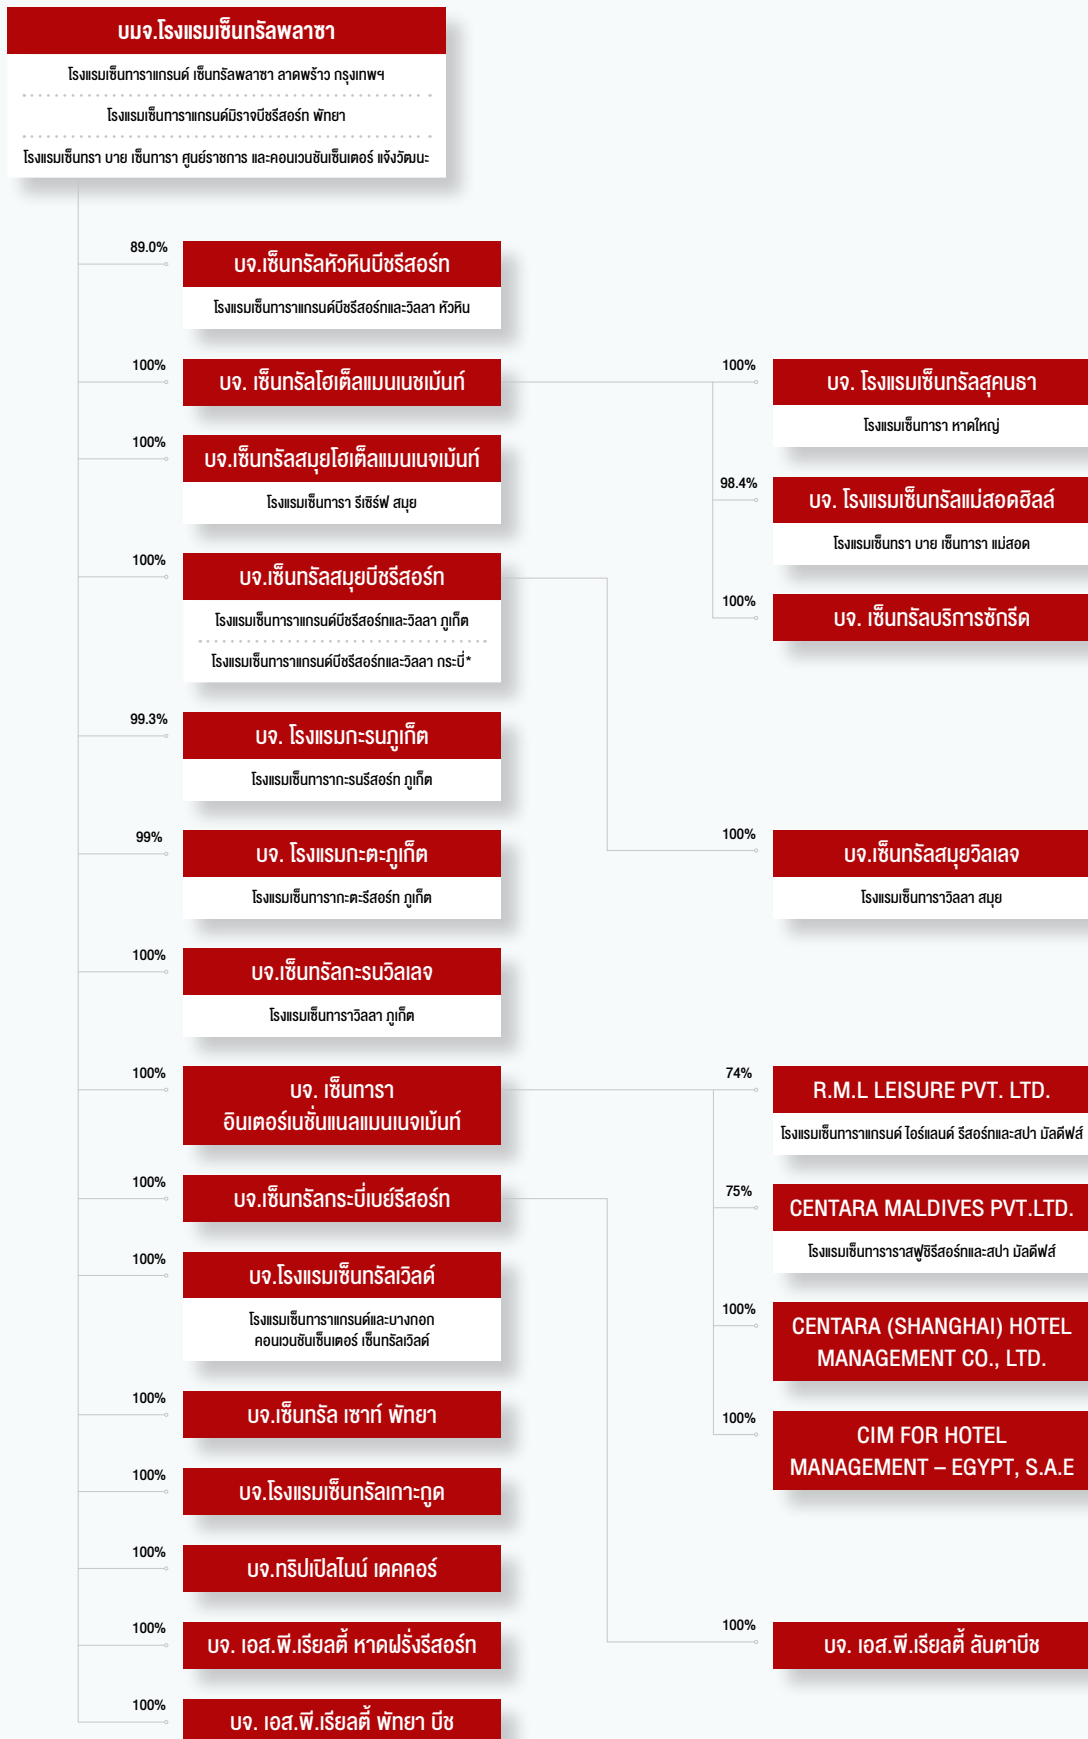 บมจ.โรงแรมเซ็นทรัลพลาซา
โรงแรมเซ็นทาราแกรนด์ เซ็นทรัลพลาซา ลาดพร้าว กรุงเทพฯ
โรงแรมเซ็นทาราแกรนด์มิราจบีชรีสอร์ท พัทยา
โรงแรมเซ็นทรา บาย เซ็นทารา ศูนย์ราชการ และคอนเวนชันเซ็นเตอร์ แจ้งวัฒนะ
89.0%
บจ.เซ็นทรัลหัวหินบีชรีสอร์ท
โรงแรมเซ็นทาราแกรนด์บีชรีสอร์ทและวิลลา หัวหิน
100%
บจ. เซ็นทรัลโฮเต็ลแมนเนชเม้นท์
100%
บจ. โรงแรมเซ็นทรัลสุคนธา
โรงแรมเซ็นทารา หาดใหญ่
100%
บจ.เซ็นทรัลสมุยโฮเต็ลแมนเนจเม้นท์
โรงแรมเซ็นทารา รีเซิร์ฟ สมุย
98.4%
บจ. โรงแรมเซ็นทรัลแม่สอดฮิลล์
โรงแรมเซ็นทรา บาย เซ็นทารา แม่สอด
100%
บจ.เซ็นทรัลสมุยบีชรีสอร์ท
โรงแรมเซ็นทาราแกรนด์บีชรีสอร์ทและวิลลา ภูเก็ต
โรงแรมเซ็นทาราแกรนด์บีชรีสอร์ทและวิลลา กระบี่*
100%
บจ. เซ็นทรัลบริการซักรีด
99.3%
บจ. โรงแรมกะรนภูเก็ต
โรงแรมเซ็นทารากะรนรีสอร์ท ภูเก็ต
99%
บจ. โรงแรมกะตะภูเก็ต
โรงแรมเซ็นทารากะตะรีสอร์ท ภูเก็ต
100%
บจ.เซ็นทรัลสมุยวิลเลจ
โรงแรมเซ็นทาราวิลลา สมุย
100%
บจ.เซ็นทรัลกะรนวิลเลจ
โรงแรมเซ็นทาราวิลลา ภูเก็ต
100%
บจ. เซ็นทารา
อินเตอร์เนชั่นแนลแมนเนจเม้นท์
74%
R.M.L LEISURE PVT. LTD.
โรงแรมเซ็นทาราแกรนด์ ไอร์แลนด์ รีสอร์ทและสปา มัลดีฟส์
100%
บจ.เซ็นทรัลกระบี่เบย์รีสอร์ท
75%
CENTARA MALDIVES PVT.LTD.
โรงแรมเซ็นทาราราสฟูชิรีสอร์ทและสปา มัลดีฟส์
100%
บจ.โรงแรมเซ็นทรัลเวิลด์
โรงแรมเซ็นทาราแกรนด์และบางกอก
คอนเวนชันเซ็นเตอร์ เซ็นทรัลเวิลด์
100%
CENTARA (SHANGHAI) HOTEL
MANAGEMENT CO., LTD.
100%
บจ.เซ็นทรัล เซาท์ พัทยา
100%
CIM FOR HOTEL
MANAGEMENT – EGYPT, S.A.E
100%
บจ.โรงแรมเซ็นทรัลเกาะกูด
100%
บจ.ทริปเปิลไนน์ เดคคอร์
100%
บจ. เอส.พี.เรียลตี้ หาดฝรั่งรีสอร์ท
100%
บจ. เอส.พี.เรียลตี้ ลันตาบีช
100%
บจ. เอส.พี.เรียลตี้ พัทยา บีช